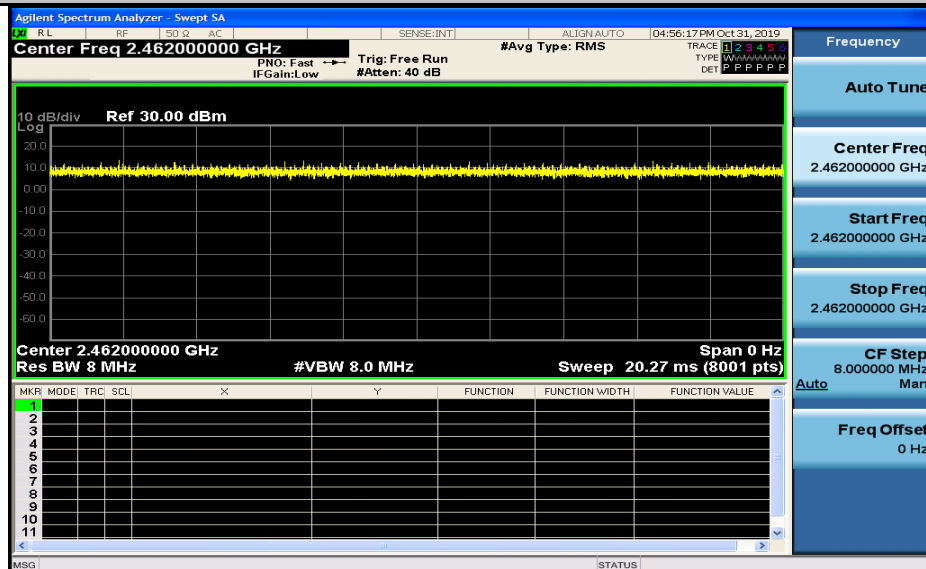 Agilent Spectrum Analyzer - Swept SA
LXI RL RF 50 Ω AC SENSE:INT ALIGN AUTO 04:56:17 PM Oct 31, 2019
Center Freq 2.462000000 GHz
#Avg Type: RMS
TRACE 1 2 3 4 5 6
PNO: Fast Trig: Free Run
TYPE W
IFGain:Low #Atten: 40 dB
DET P P P P P P
10 dB/div Ref 30.00 dBm
Log
20.0
10.0
0.00
-10.0
-20.0
-30.0
-40.0
-50.0
-60.0
Center 2.462000000 GHz Span 0 Hz
Res BW 8 MHz #VBW 8.0 MHz Sweep 20.27 ms (8001 pts)
MKR MODE TRC SCL X Y FUNCTION FUNCTION WIDTH FUNCTION VALUE
1
2
3
4
5
6
7
8
9
10
11
MSG STATUS
Frequency
Auto Tune
Center Freq
2.462000000 GHz
Start Freq
2.462000000 GHz
Stop Freq
2.462000000 GHz
CF Step
8.000000 MHz
Auto Man
Freq Offset
0 Hz